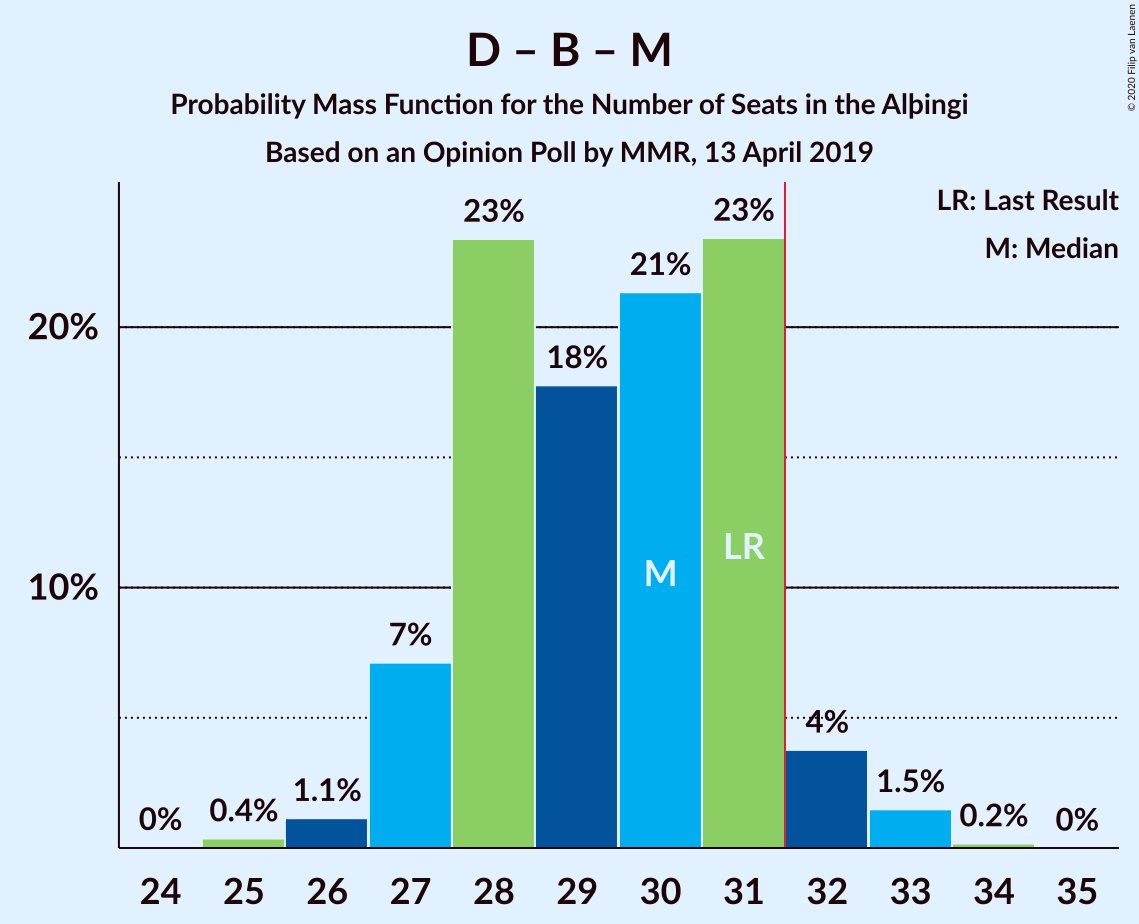 D – B – M
Probability Mass Function for the Number of Seats in the Alþingi
Based on an Opinion Poll by MMR, 13 April 2019
© 2020 Filip van Laenen
LR: Last Result
M: Median
20%
10%
0%
0.4%
1.1%
7%
23%
18%
21%
23%
4%
1.5%
0.2%
0%
M
LR
24 25 26 27 28 29 30 31 32 33 34 35